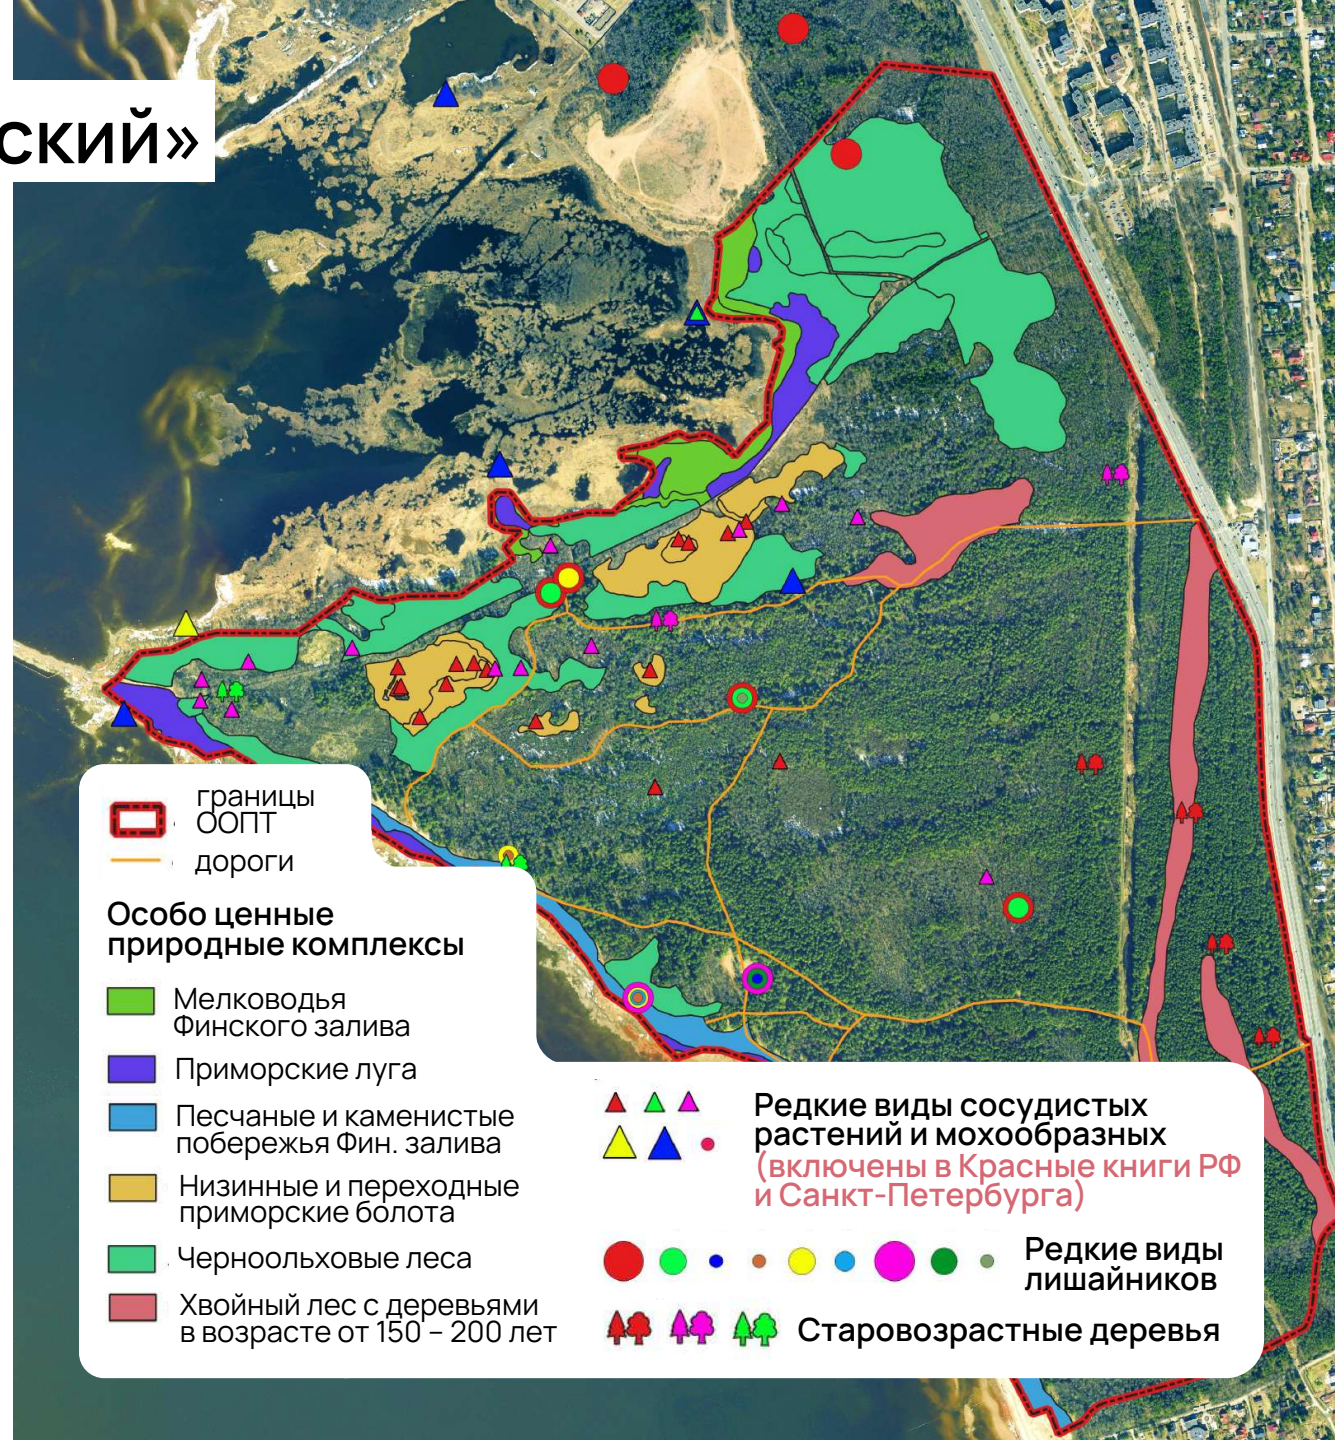 ский»
границы
ООПТ
дороги
Особо ценные
природные комплексы
Мелководья
Финского залива
Приморские луга
Песчаные и каменистые
побережья Фин. залива
Низинные и переходные
приморские болота
Черноольховые леса
Хвойный лес с деревьями
в возрасте от 150 – 200 лет
Редкие виды сосудистых
растений и мохообразных
(включены в Красные книги РФ
и Санкт-Петербурга)
Редкие виды
лишайников
Старовозрастные деревья